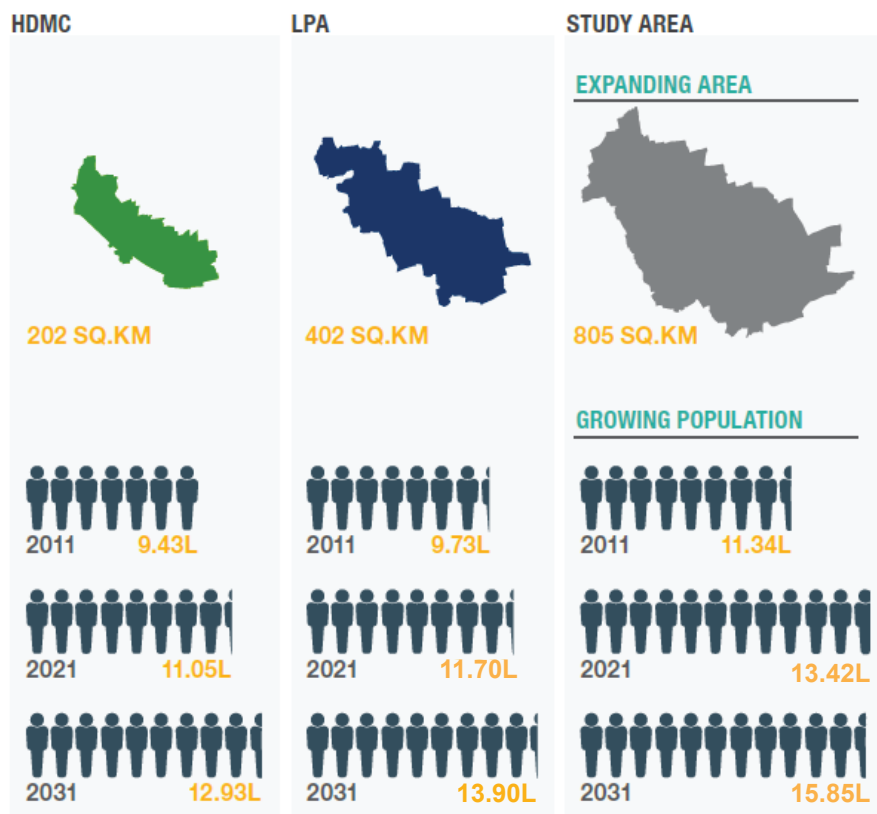 HDMC
202 SQ.KM
2011 9.43L
2021 11.05L
2031 12.93L
LPA
402 SQ.KM
2011 9.73L
2021 11.70L
2031 13.90L
STUDY AREA
EXPANDING AREA
805 SQ.KM
GROWING POPULATION
2011 11.34L
2021 13.42L
2031 15.85L